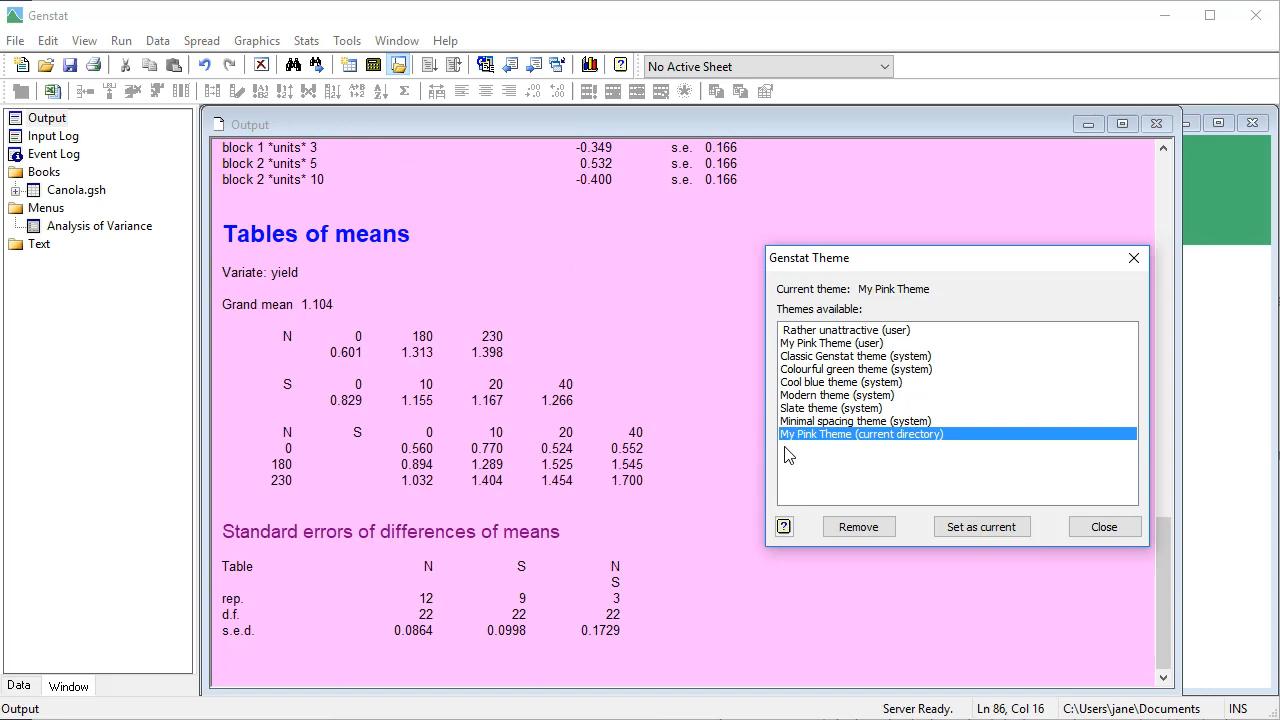 Genstat
File Edit View Run Data Spread Graphics Stats Tools Window Help
No Active Sheet
Output
Input Log
Event Log
Books
Canola.gsh
Menus
Analysis of Variance
Text
Data Window
Output
block 1 *units* 3 -0.349 s.e. 0.166
block 2 *units* 5 0.532 s.e. 0.166
block 2 *units* 10 -0.400 s.e. 0.166
Tables of means
Variate: yield
Grand mean 1.104
N 0 180 230
0.601 1.313 1.398
S 0 10 20 40
0.829 1.155 1.167 1.266
N S 0 10 20 40
0 0.560 0.770 0.524 0.552
180 0.894 1.289 1.525 1.545
230 1.032 1.404 1.454 1.700
Standard errors of differences of means
Table N S N
S
rep. 12 9 3
d.f. 22 22 22
s.e.d. 0.0864 0.0998 0.1729
Genstat Theme
Current theme: My Pink Theme
Themes available:
Rather unattractive (user)
My Pink Theme (user)
Classic Genstat theme (system)
Colourful green theme (system)
Cool blue theme (system)
Modern theme (system)
Slate theme (system)
Minimal spacing theme (system)
My Pink Theme (current directory)
? Remove Set as current Close
Output Server Ready. Ln 86, Col 16 C:\Users\jane\Documents INS